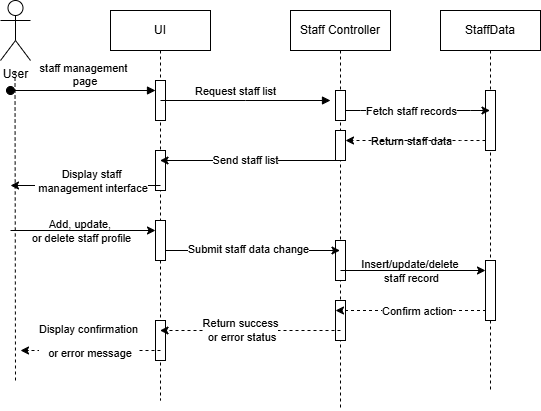 UI
Staff Controller
StaffData
User
staff management
page
Request staff list
Fetch staff records
Return staff data
Send staff list
Display staff
management interface
Add, update,
or delete staff profile
Submit staff data change
Insert/update/delete
staff record
Confirm action
Return success
or error status
Display confirmation
or error message